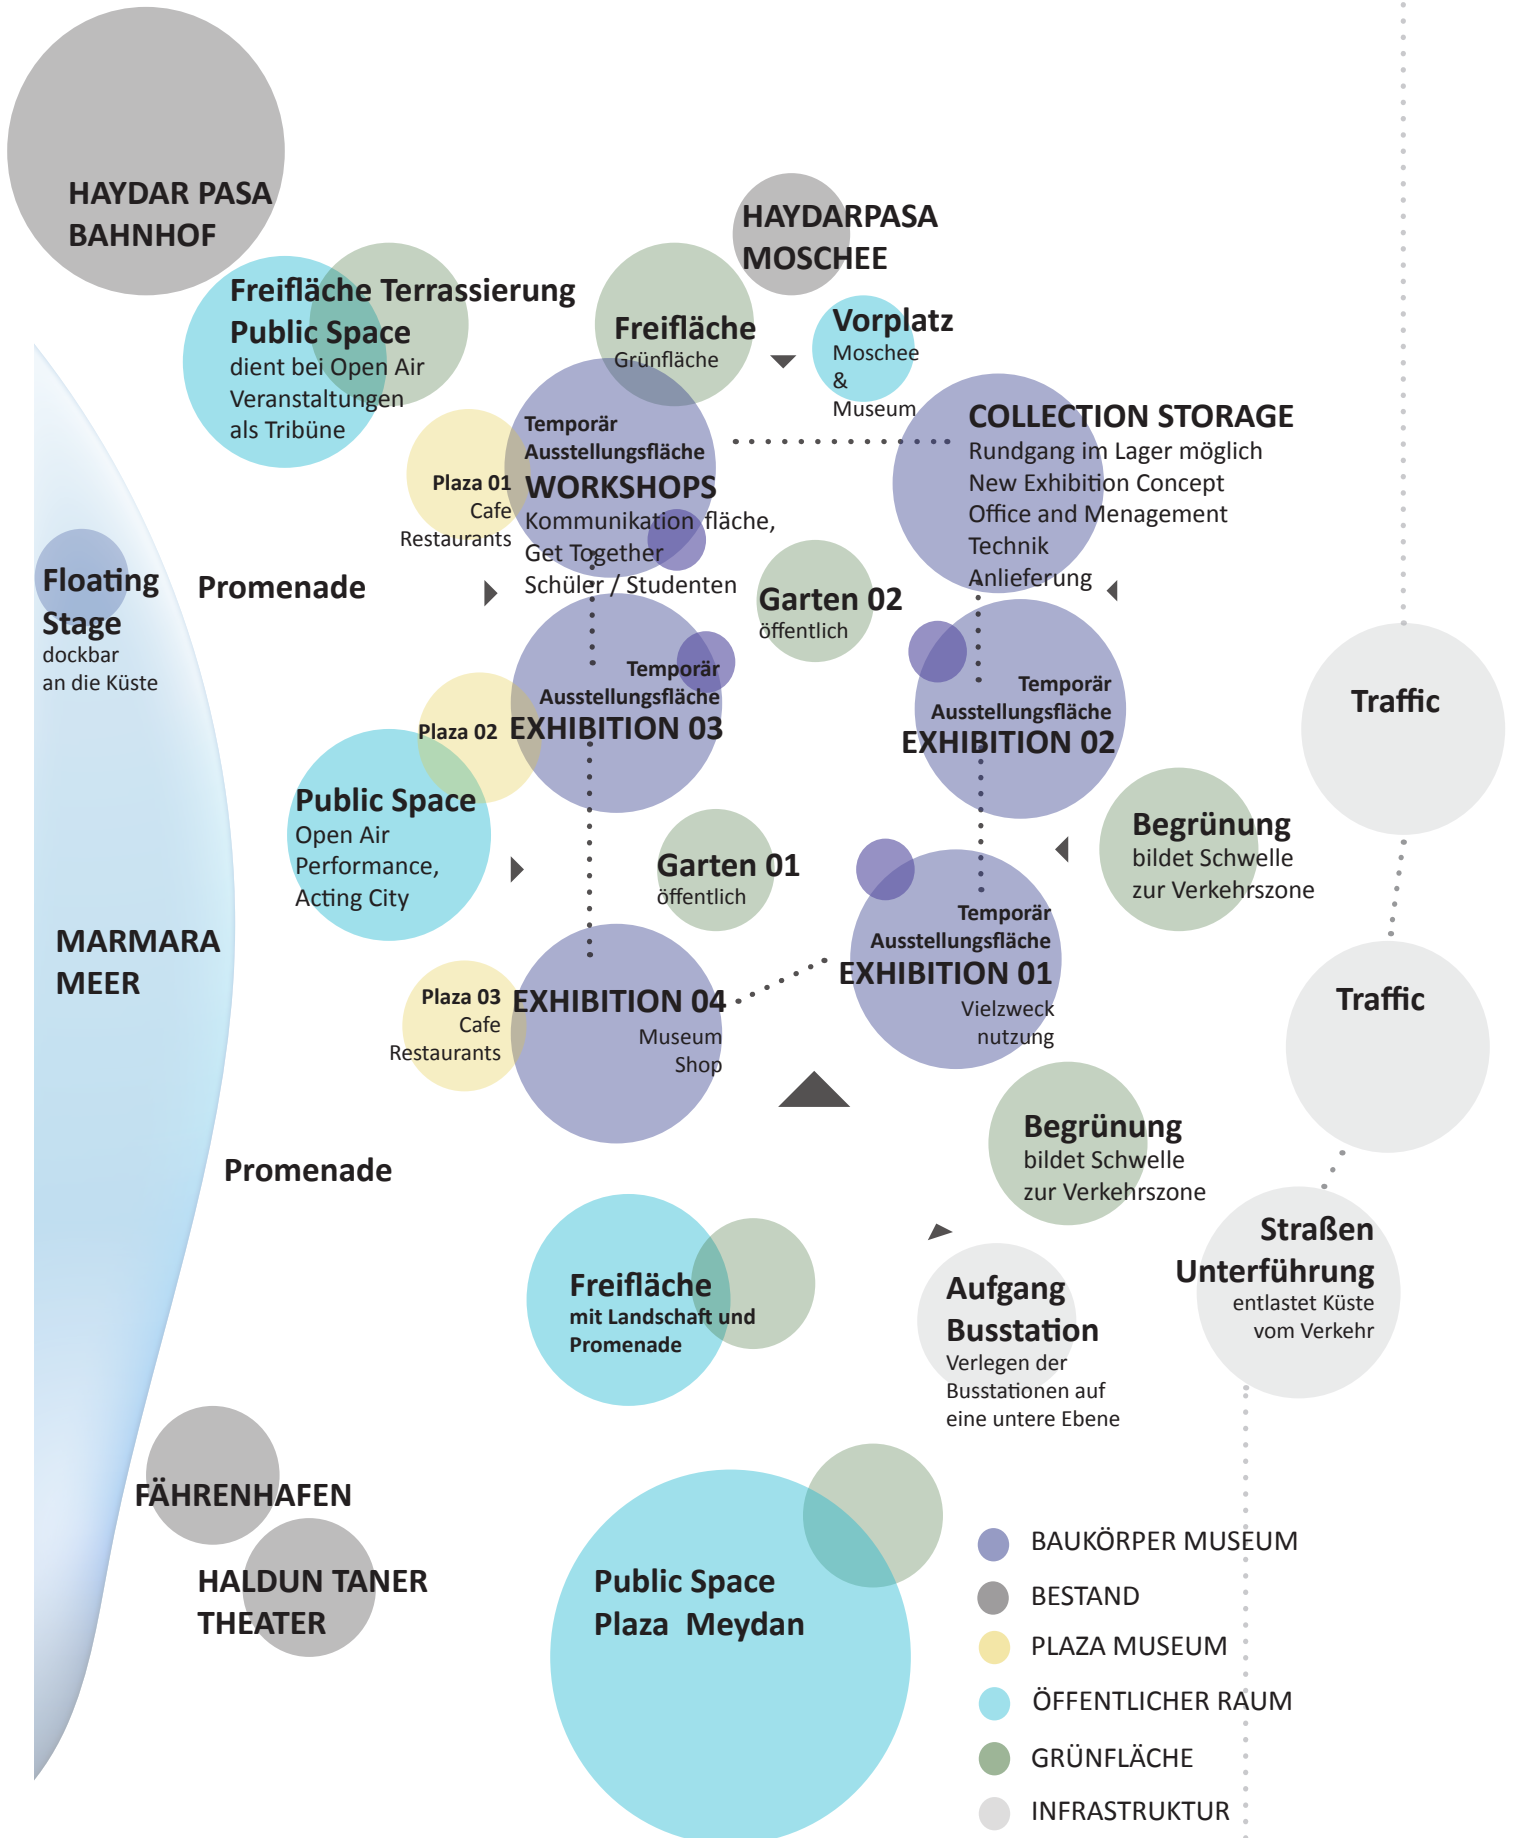 HAYDAR PASA
BAHNHOF
HAYDARPASA
MOSCHEE
Freifläche Terrassierung
Public Space
dient bei Open Air
Veranstaltungen
als Tribüne
Freifläche
Grünfläche
Vorplatz
Moschee
&
Museum
Temporär
Ausstellungsfläche
WORKSHOPS
Kommunikation fläche,
Get Together
Schüler / Studenten
COLLECTION STORAGE
Rundgang im Lager möglich
New Exhibition Concept
Office and Menagement
Technik
Anlieferung
Plaza 01
Cafe
Restaurants
Floating
Stage
dockbar
an die Küste
Promenade
Garten 02
öffentlich
Temporär
Ausstellungsfläche
EXHIBITION 03
Temporär
Ausstellungsfläche
EXHIBITION 02
Traffic
Plaza 02
Public Space
Open Air
Performance,
Acting City
Garten 01
öffentlich
Begrünung
bildet Schwelle
zur Verkehrszone
MARMARA
MEER
Temporär
Ausstellungsfläche
EXHIBITION 01
Vielzweck
nutzung
Plaza 03
Cafe
Restaurants
EXHIBITION 04
Museum
Shop
Traffic
Begrünung
bildet Schwelle
zur Verkehrszone
Promenade
Straßen
Unterführung
entlastet Küste
vom Verkehr
Freifläche
mit Landschaft und
Promenade
Aufgang
Busstation
Verlegen der
Busstationen auf
eine untere Ebene
FÄHRENHAFEN
HALDUN TANER
THEATER
Public Space
Plaza Meydan
BAUKÖRPER MUSEUM
BESTAND
PLAZA MUSEUM
ÖFFENTLICHER RAUM
GRÜNFLÄCHE
INFRASTRUKTUR